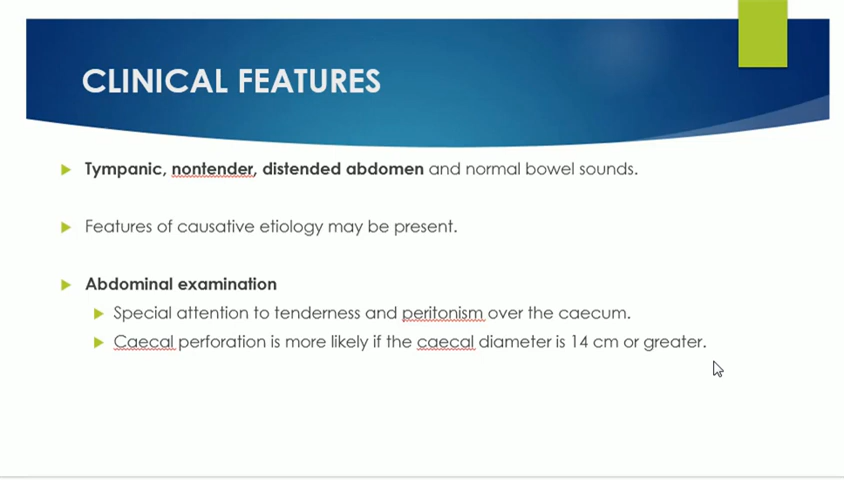 CLINICAL FEATURES
Tympanic, nontender, distended abdomen and normal bowel sounds.
Features of causative etiology may be present.
Abdominal examination
Special attention to tenderness and peritonism over the caecum.
Caecal perforation is more likely if the caecal diameter is 14 cm or greater.